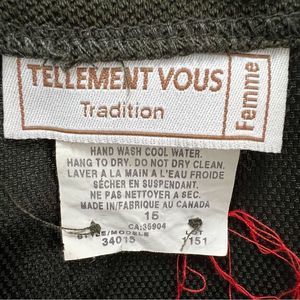 TELLEMENT VOUS
Tradition
Femme
HAND WASH COOL WATER.
HANG TO DRY. DO NOT DRY CLEAN.
LAVER A LA MAIN A L'EAU FROIDE
SÉCHER EN SUSPENDANT.
NE PAS NETTOYER A SEC
MADE IN/FABRIQUE AU CANADA
15
CA:35904
STYLE/MODELE LOT
34015 1151